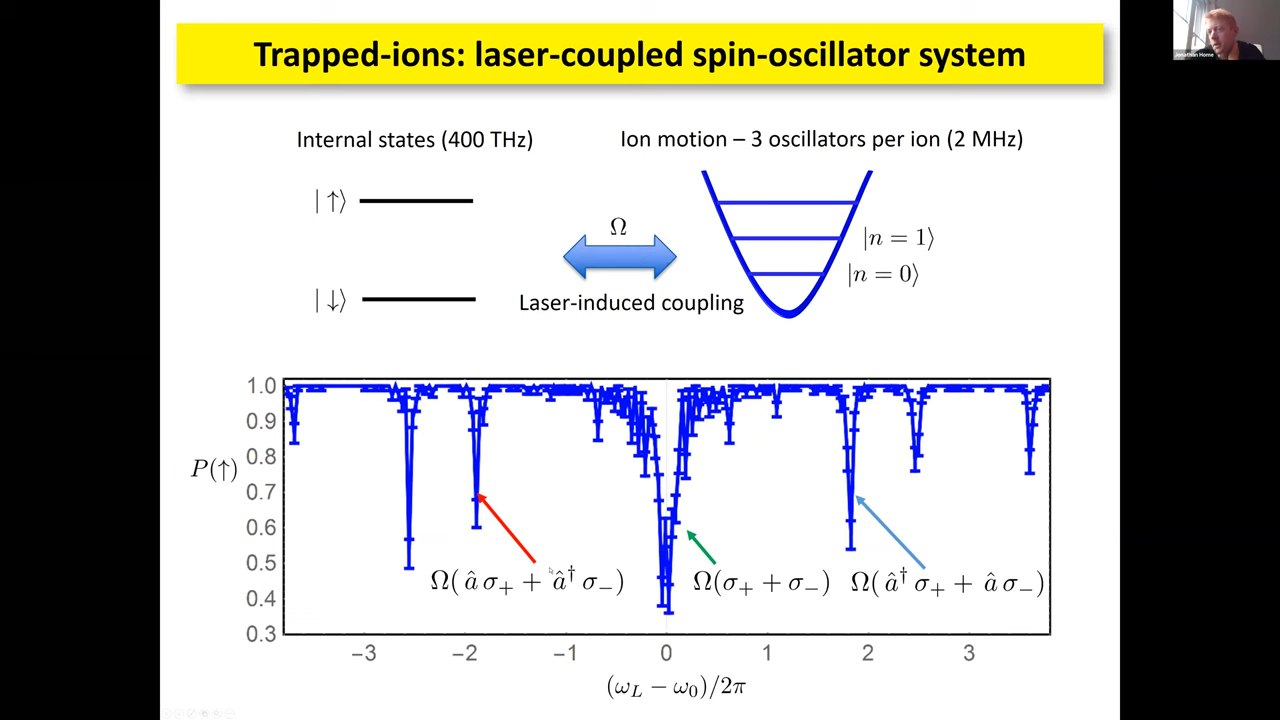 Trapped-ions: laser-coupled spin-oscillator system
Jonathan Home
Internal states (400 THz)
Ion motion – 3 oscillators per ion (2 MHz)
|↑⟩
Ω
|n = 1⟩
|n = 0⟩
|↓⟩
Laser-induced coupling
1.0
0.9
0.8
P(↑)
0.7
0.6
0.5
0.4
0.3
Ω(â σ₊ + â† σ₋)
Ω(σ₊ + σ₋)
Ω(â† σ₊ + â σ₋)
−3 −2 −1 0 1 2 3
(ω_L − ω₀)/2π